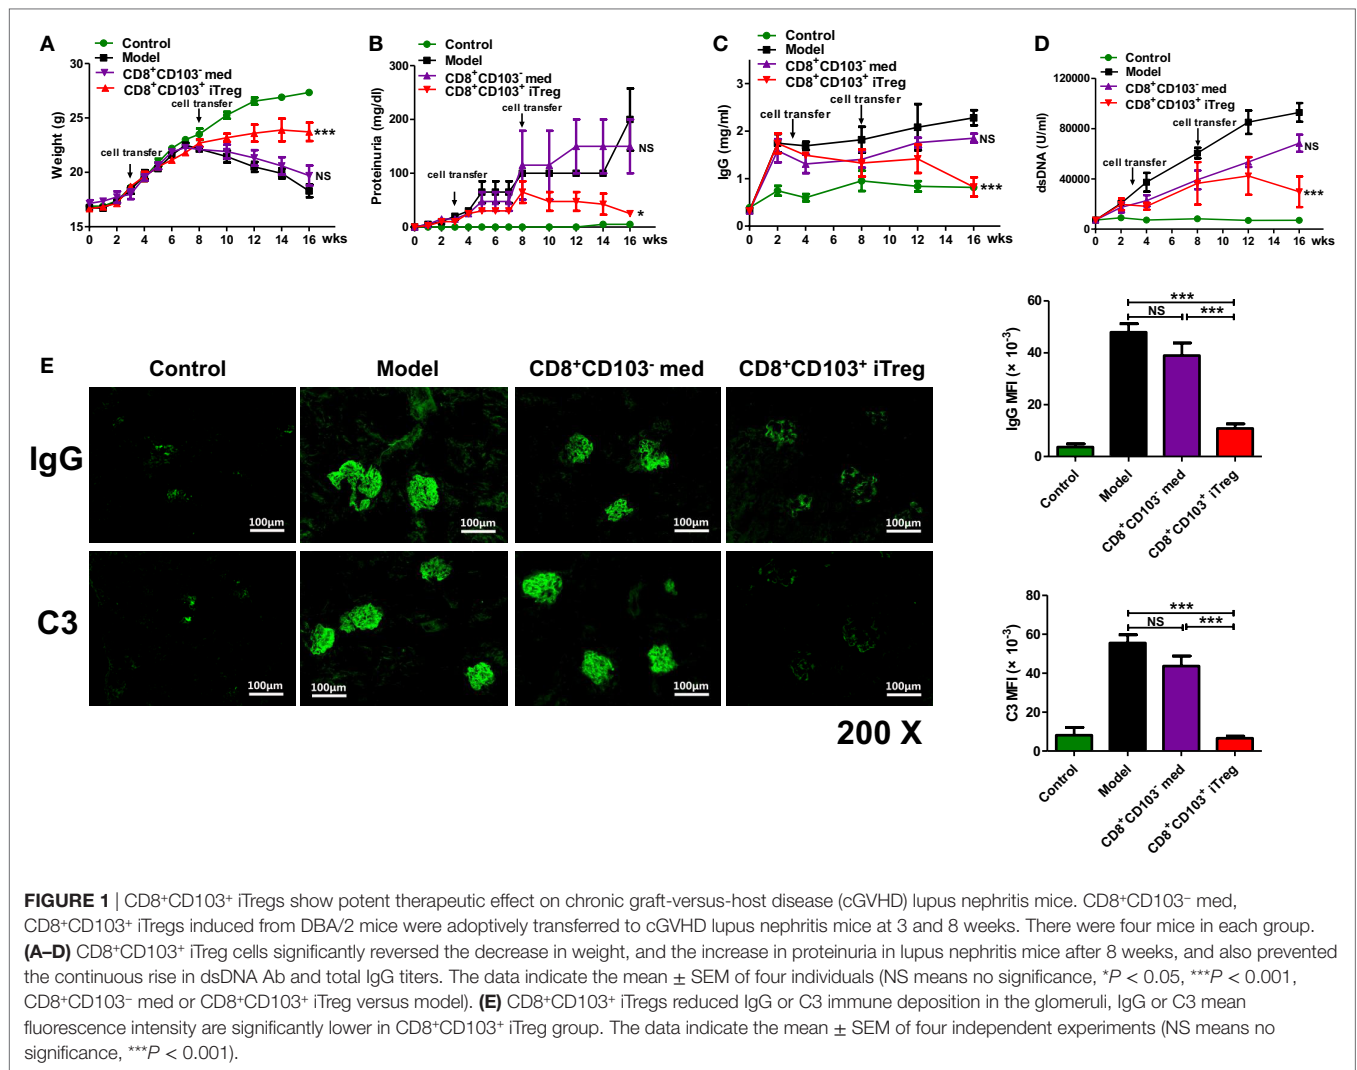 A
Control
Model
CD8⁺CD103⁻ med
CD8⁺CD103⁺ iTreg
cell transfer
cell transfer
Weight (g)
30
25
20
15
0 2 4 6 8 10 12 14 16 wks
***
NS
B
Control
Model
CD8⁺CD103⁻ med
CD8⁺CD103⁺ iTreg
cell transfer
cell transfer
Proteinuria (mg/dl)
300
200
100
0
0 2 4 6 8 10 12 14 16 wks
NS
*
C
Control
Model
CD8⁺CD103⁻ med
CD8⁺CD103⁺ iTreg
cell transfer
cell transfer
IgG (mg/ml)
3
2
1
0
0 2 4 6 8 10 12 14 16 wks
NS
***
D
Control
Model
CD8⁺CD103⁻ med
CD8⁺CD103⁺ iTreg
cell transfer
cell transfer
dsDNA (U/ml)
120000
80000
40000
0
0 2 4 6 8 10 12 14 16 wks
NS
***
E
Control Model CD8⁺CD103⁻ med CD8⁺CD103⁺ iTreg
IgG
100μm 100μm 100μm 100μm
C3
100μm 100μm 100μm 100μm
200 X
IgG MFI (× 10⁻³)
60
40
20
0
***
NS ***
Control
Model
CD8⁺CD103⁻ med
CD8⁺CD103⁺ iTreg
C3 MFI (× 10⁻³)
80
60
40
20
0
***
NS ***
Control
Model
CD8⁺CD103⁻ med
CD8⁺CD103⁺ iTreg
FIGURE 1 | CD8⁺CD103⁺ iTregs show potent therapeutic effect on chronic graft-versus-host disease (cGVHD) lupus nephritis mice. CD8⁺CD103⁻ med,
CD8⁺CD103⁺ iTregs induced from DBA/2 mice were adoptively transferred to cGVHD lupus nephritis mice at 3 and 8 weeks. There were four mice in each group.
(A–D) CD8⁺CD103⁺ iTreg cells significantly reversed the decrease in weight, and the increase in proteinuria in lupus nephritis mice after 8 weeks, and also prevented
the continuous rise in dsDNA Ab and total IgG titers. The data indicate the mean ± SEM of four individuals (NS means no significance, *P < 0.05, ***P < 0.001,
CD8⁺CD103⁻ med or CD8⁺CD103⁺ iTreg versus model). (E) CD8⁺CD103⁺ iTregs reduced IgG or C3 immune deposition in the glomeruli, IgG or C3 mean
fluorescence intensity are significantly lower in CD8⁺CD103⁺ iTreg group. The data indicate the mean ± SEM of four independent experiments (NS means no
significance, ***P < 0.001).